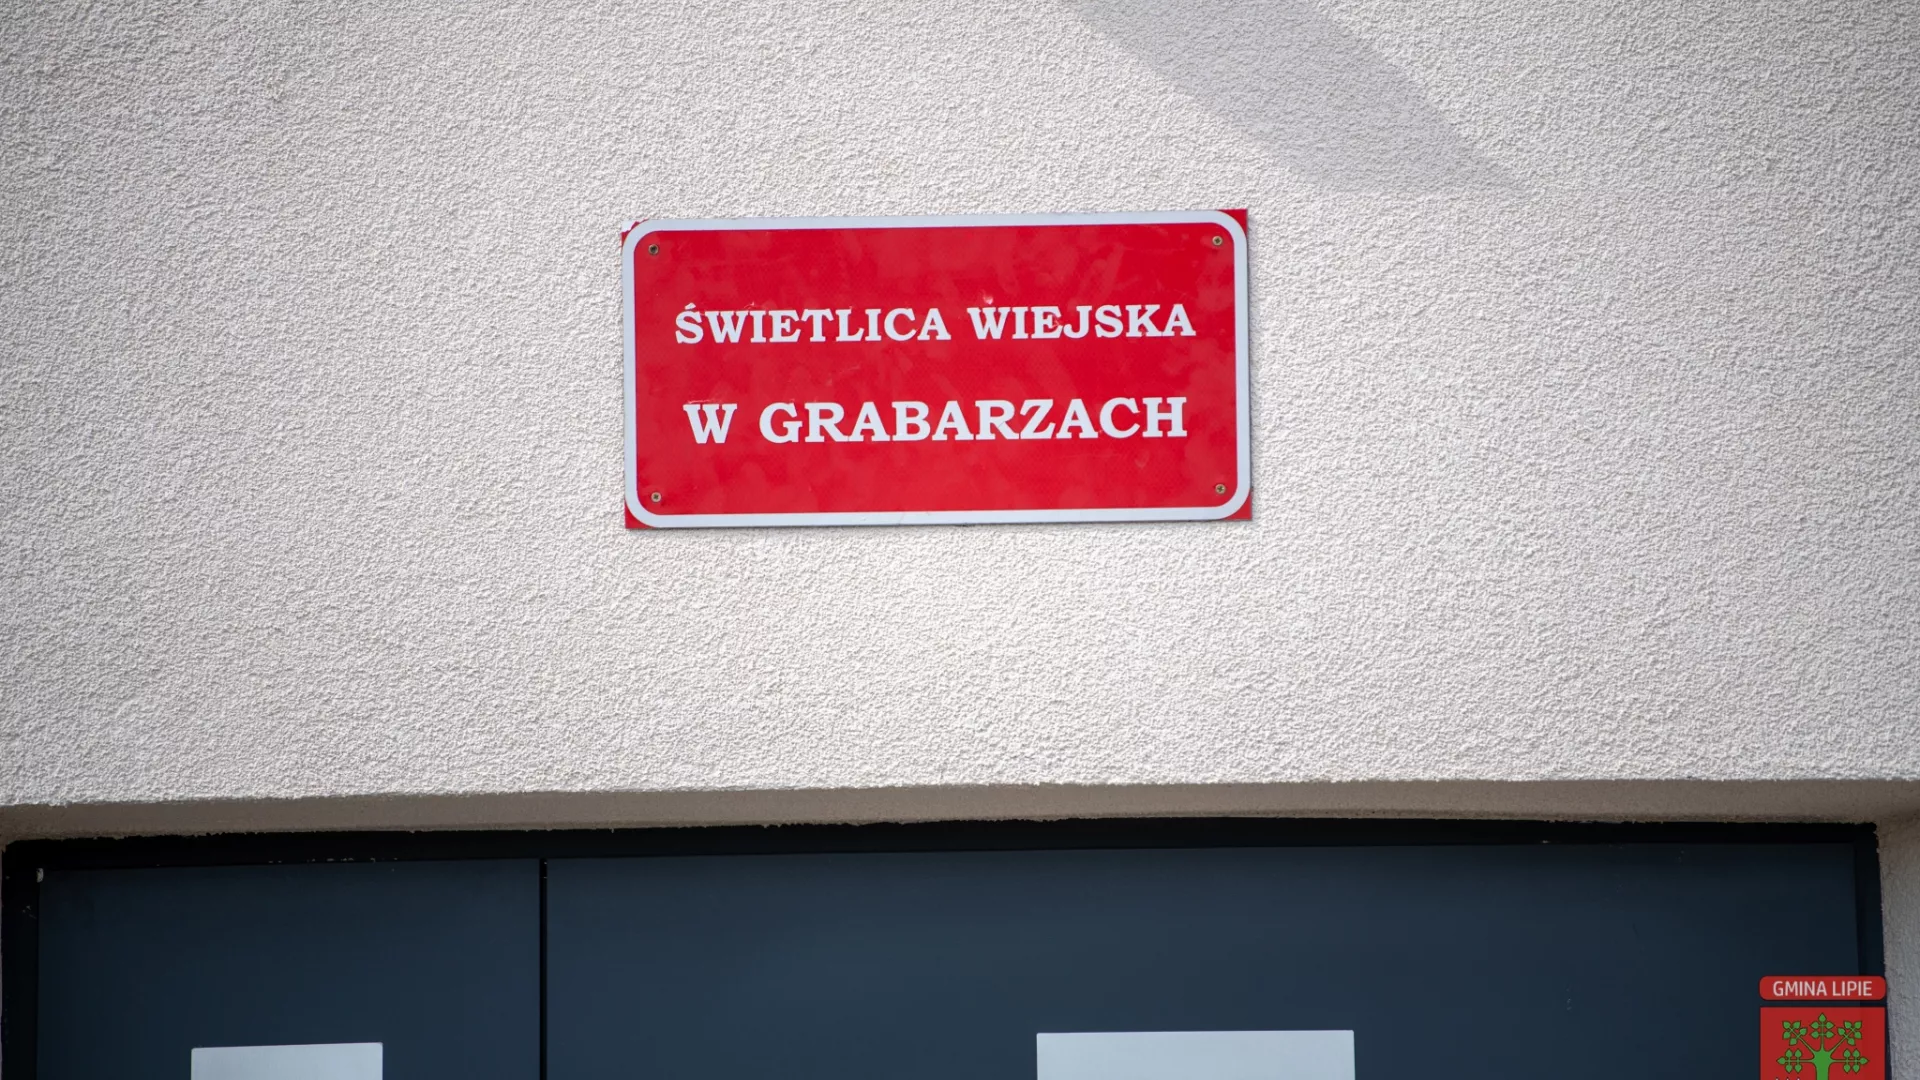 ŚWIETLICA WIEJSKA
W GRABARZACH
GMINA LIPIE